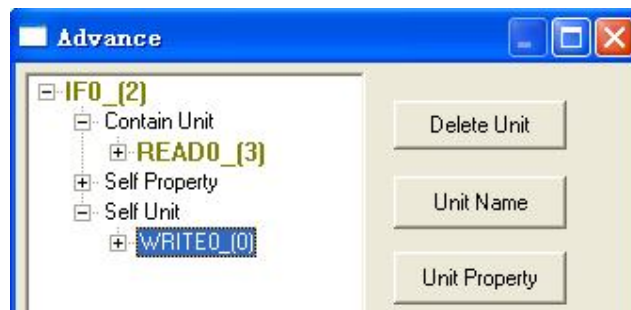 Advance
IF0_(2)
Contain Unit
READ0_(3)
Self Property
Self Unit
WRITE0_(0)
Delete Unit
Unit Name
Unit Property